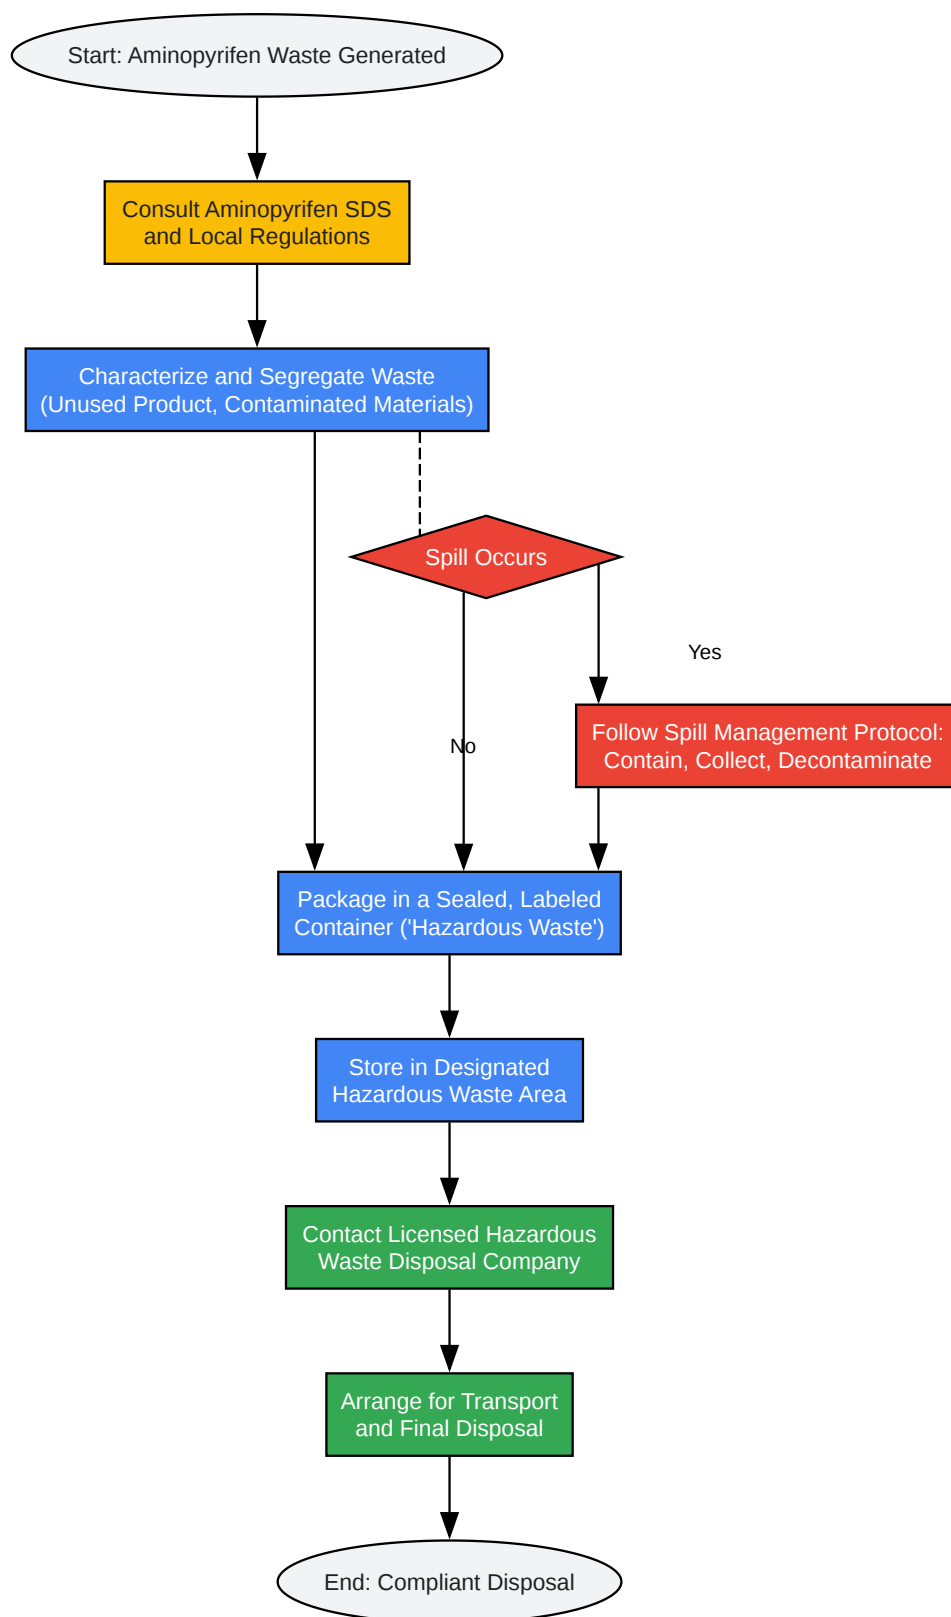 Start: Aminopyrifen Waste Generated
Consult Aminopyrifen SDS
and Local Regulations
Characterize and Segregate Waste
(Unused Product, Contaminated Materials)
Spill Occurs
Yes
Follow Spill Management Protocol:
Contain, Collect, Decontaminate
No
Package in a Sealed, Labeled
Container ('Hazardous Waste')
Store in Designated
Hazardous Waste Area
Contact Licensed Hazardous
Waste Disposal Company
Arrange for Transport
and Final Disposal
End: Compliant Disposal